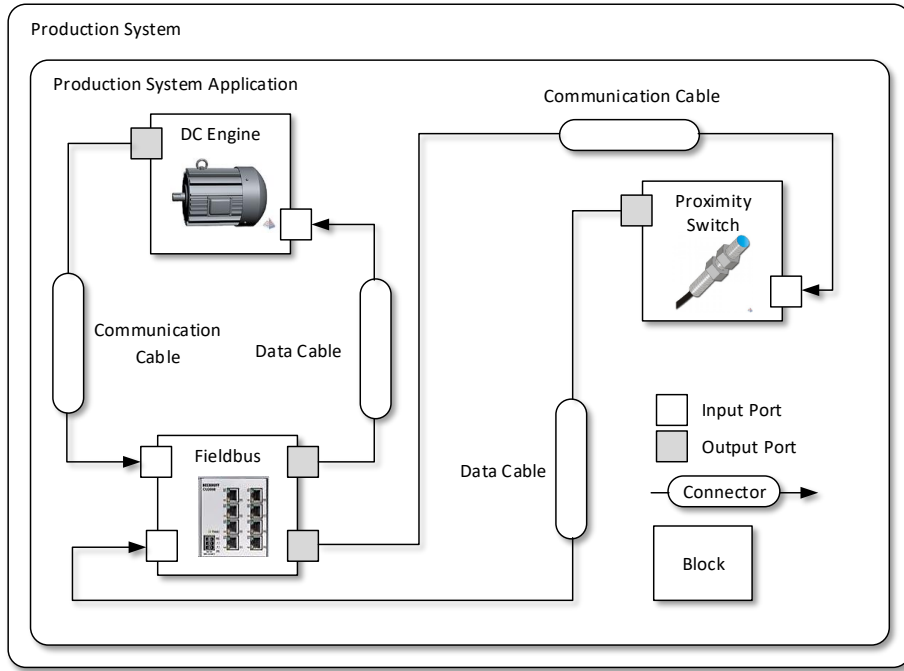 Production System
Production System Application
Communication Cable
DC Engine
Proximity
Switch
Communication
Cable
Data Cable
Input Port
Fieldbus
Output Port
Data Cable
Connector
Block